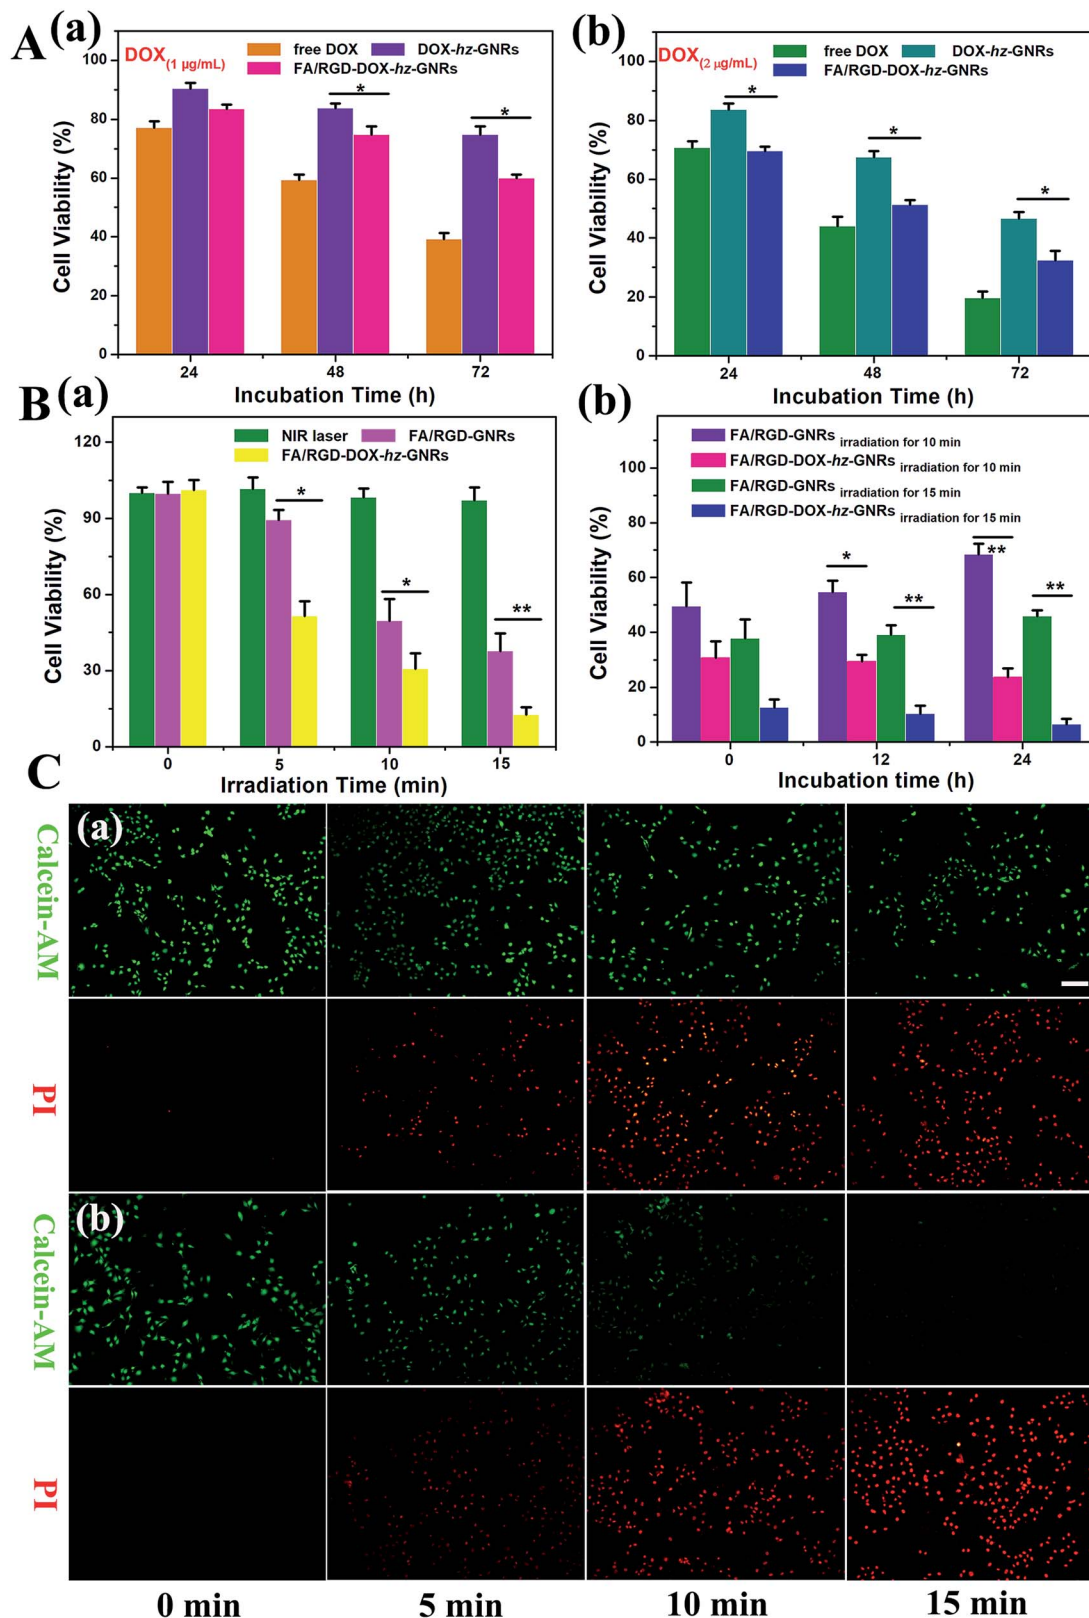 A
(a)
DOX(1 µg/mL)
free DOX
DOX-hz-GNRs
FA/RGD-DOX-hz-GNRs
Cell Viability (%)
100
80
60
40
20
0
*
*
24
48
72
Incubation Time (h)
(b)
DOX(2 µg/mL)
free DOX
DOX-hz-GNRs
FA/RGD-DOX-hz-GNRs
Cell Viability (%)
100
80
60
40
20
0
*
*
*
24
48
72
Incubation Time (h)
B
(a)
NIR laser
FA/RGD-GNRs
FA/RGD-DOX-hz-GNRs
Cell Viability (%)
120
90
60
30
0
*
*
**
0
5
10
15
Irradiation Time (min)
(b)
FA/RGD-GNRs irradiation for 10 min
FA/RGD-DOX-hz-GNRs irradiation for 10 min
FA/RGD-GNRs irradiation for 15 min
FA/RGD-DOX-hz-GNRs irradiation for 15 min
Cell Viability (%)
100
80
60
40
20
0
*
**
**
**
0
12
24
Incubation time (h)
C
(a)
Calcein-AM
PI
(b)
Calcein-AM
PI
0 min
5 min
10 min
15 min